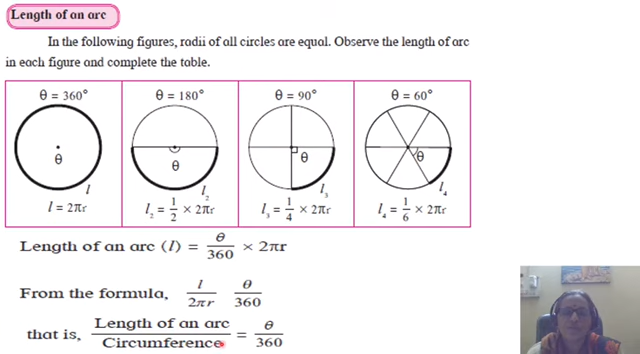 Length of an arc
In the following figures, radii of all circles are equal. Observe the length of arc
in each figure and complete the table.
θ = 360° θ = 180° θ = 90° θ = 60°
θ θ θ θ
l l₂ l₃ l₄
l = 2πr l₂ = 1/2 × 2πr l₃ = 1/4 × 2πr l₄ = 1/6 × 2πr
Length of an arc (l) = θ/360 × 2πr
From the formula, l/2πr θ/360
that is, Length of an arc/Circumference = θ/360